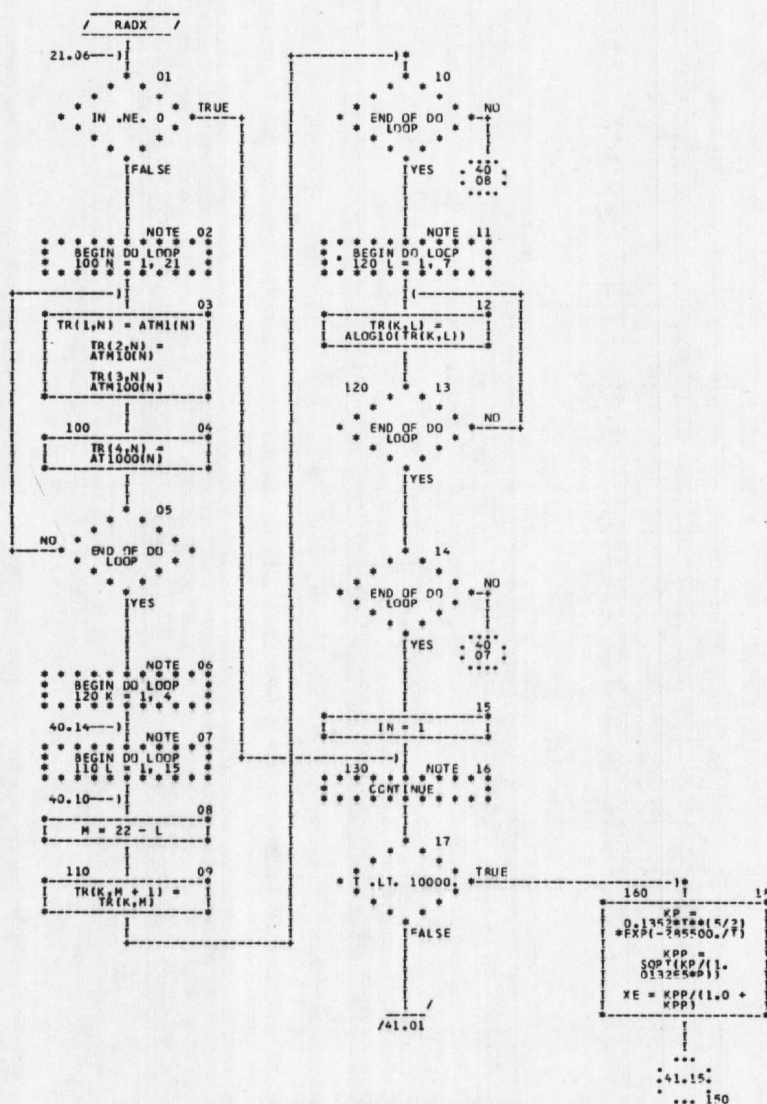 / RADX /
21.06
01
IN .NE. 0
TRUE
FALSE
NOTE 02
BEGIN DO LOOP
100 N = 1, 21
03
TR(1,N) = ATM1(N)
TR(2,N) =
ATM10(N)
TR(3,N) =
ATM100(N)
100 04
TR(4,N) =
AT1000(N)
05
NO
END OF DO
LOOP
YES
NOTE 06
BEGIN DO LOOP
120 K = 1, 4
40.14
NOTE 07
BEGIN DO LOOP
110 L = 1, 15
40.10
08
M = 22 - L
110 09
TR(K,M + 1) =
TR(K,M)
10
END OF DO
LOOP
NO
40
08
YES
NOTE 11
BEGIN DO LOOP
120 L = 1, 7
12
TR(K,L) =
ALOG10(TR(K,L))
120 13
END OF DO
LOOP
NO
YES
14
END OF DO
LOOP
NO
40
07
YES
15
IN = 1
130 NOTE 16
CONTINUE
17
T .LT. 10000.
TRUE
FALSE
/41.01
160
KP =
0.1352*T**(5/2)
*EXP(-285500./T)
KPP =
SQRT(KP/(1.
0132E5*P))
XE = KPP/(1.0 +
KPP)
41.15
150